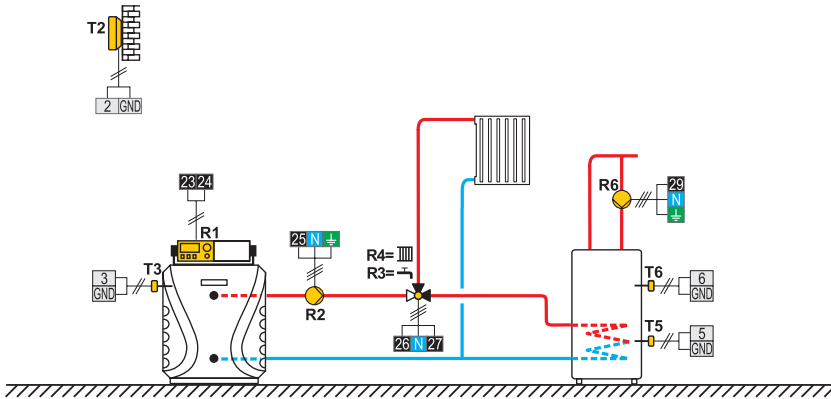 T2
2 GND
23 24
R1
T3
3
GND
25 N
R2
R4=
R3=
26 N 27
R6
29
N
T6
6
GND
T5
5
GND